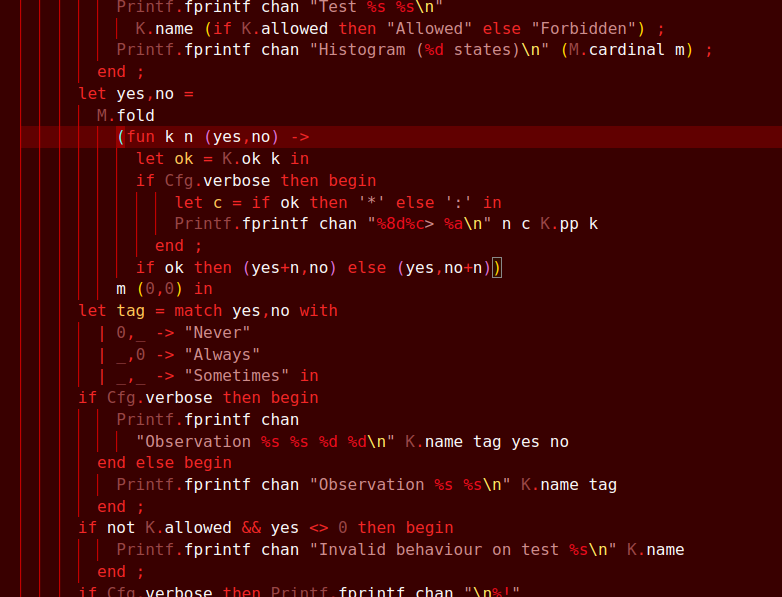 Printf.fprintf chan "Test %s %s\n"
K.name (if K.allowed then "Allowed" else "Forbidden") ;
Printf.fprintf chan "Histogram (%d states)\n" (M.cardinal m) ;
end ;
let yes,no =
M.fold
(fun k n (yes,no) ->
let ok = K.ok k in
if Cfg.verbose then begin
let c = if ok then '*' else ':' in
Printf.fprintf chan "%8d%c> %a\n" n c K.pp k
end ;
if ok then (yes+n,no) else (yes,no+n))
m (0,0) in
let tag = match yes,no with
| 0,_ -> "Never"
| _,0 -> "Always"
| _,_ -> "Sometimes" in
if Cfg.verbose then begin
Printf.fprintf chan
"Observation %s %s %d %d\n" K.name tag yes no
end else begin
Printf.fprintf chan "Observation %s %s\n" K.name tag
end ;
if not K.allowed && yes <> 0 then begin
Printf.fprintf chan "Invalid behaviour on test %s\n" K.name
end ;
if Cfg.verbose then Printf.fprintf chan "\n%!"